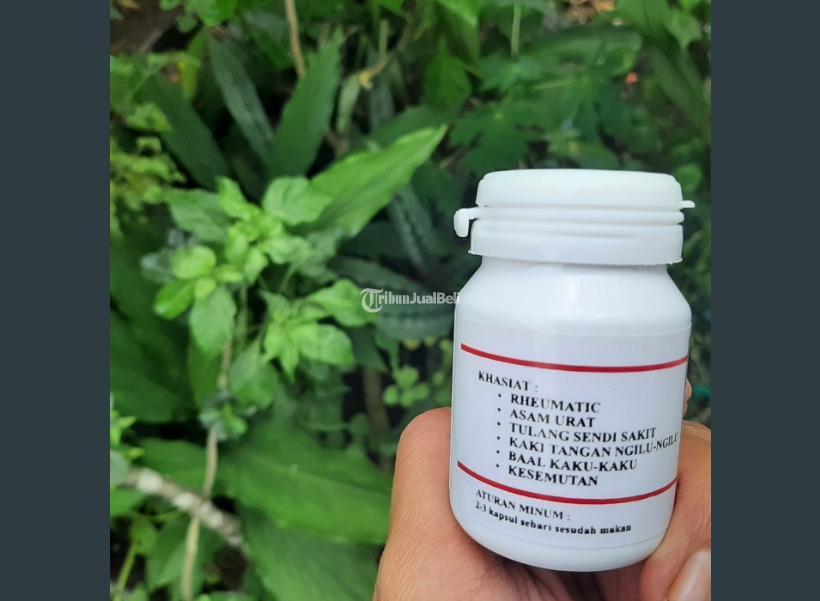 TribunJualBeli
KHASIAT :
• RHEUMATIC
• ASAM URAT
• TULANG SENDI SAKIT
• KAKI TANGAN NGILU-NGILU
• BAAL KAKU-KAKU
• KESEMUTAN
ATURAN MINUM :
2-3 kapsul sehari sesudah makan